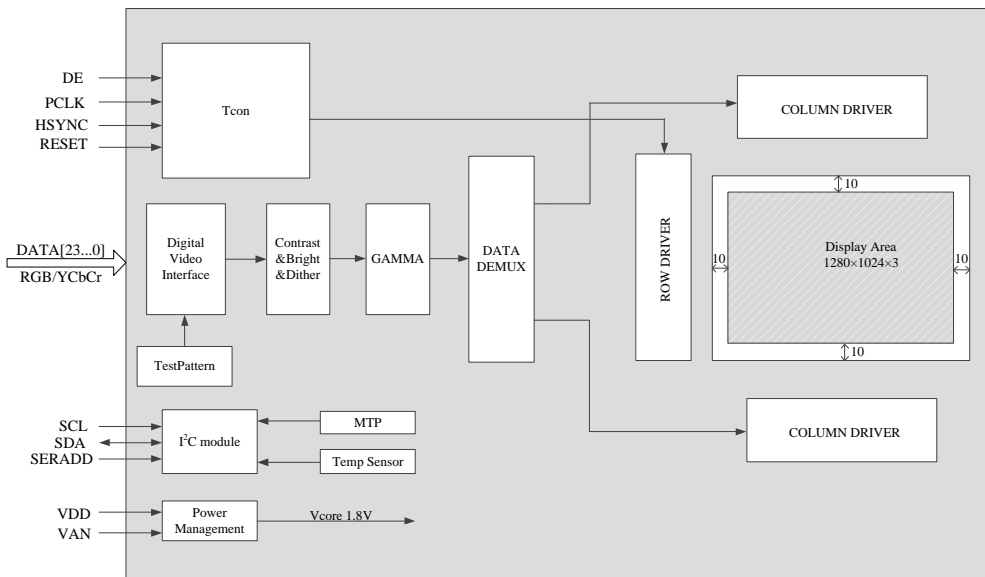 DE
PCLK
HSYNC
RESET
Tcon
COLUMN DRIVER
DATA[23...0]
RGB/YCbCr
Digital
Video
Interface
Contrast
&Bright
&Dither
GAMMA
DATA
DEMUX
ROW DRIVER
10
10
Display Area
1280×1024×3
10
10
TestPattern
SCL
SDA
SERADD
I²C module
MTP
Temp Sensor
COLUMN DRIVER
VDD
VAN
Power
Management
Vcore 1.8V